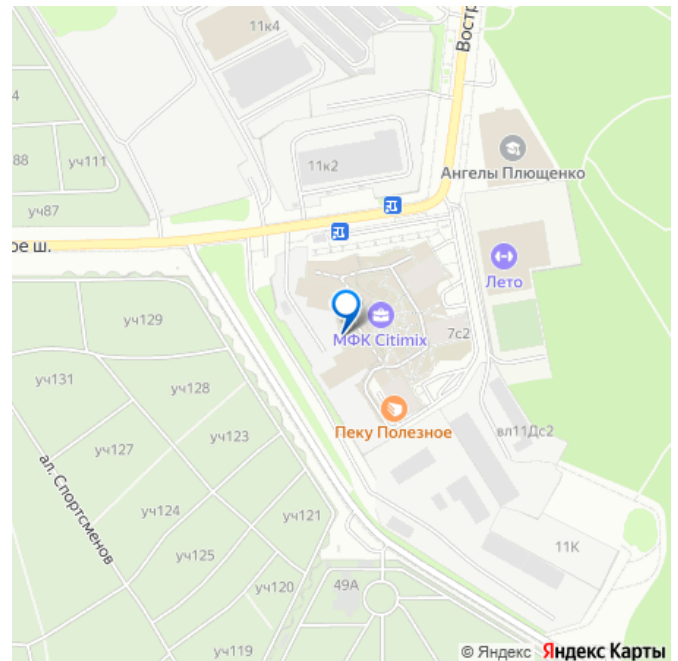 11к4
Востр
4
88
уч111
11к2
Ангелы Плющенко
уч87
ое ш.
Лето
уч129
МФК Citimix
7с2
уч131
уч128
Пеку Полезное
вл11Дс2
уч127
уч123
ал. Спортсменов
уч124
уч121
уч125
11К
уч120
49А
уч119
© Яндекс Яндекс Карты